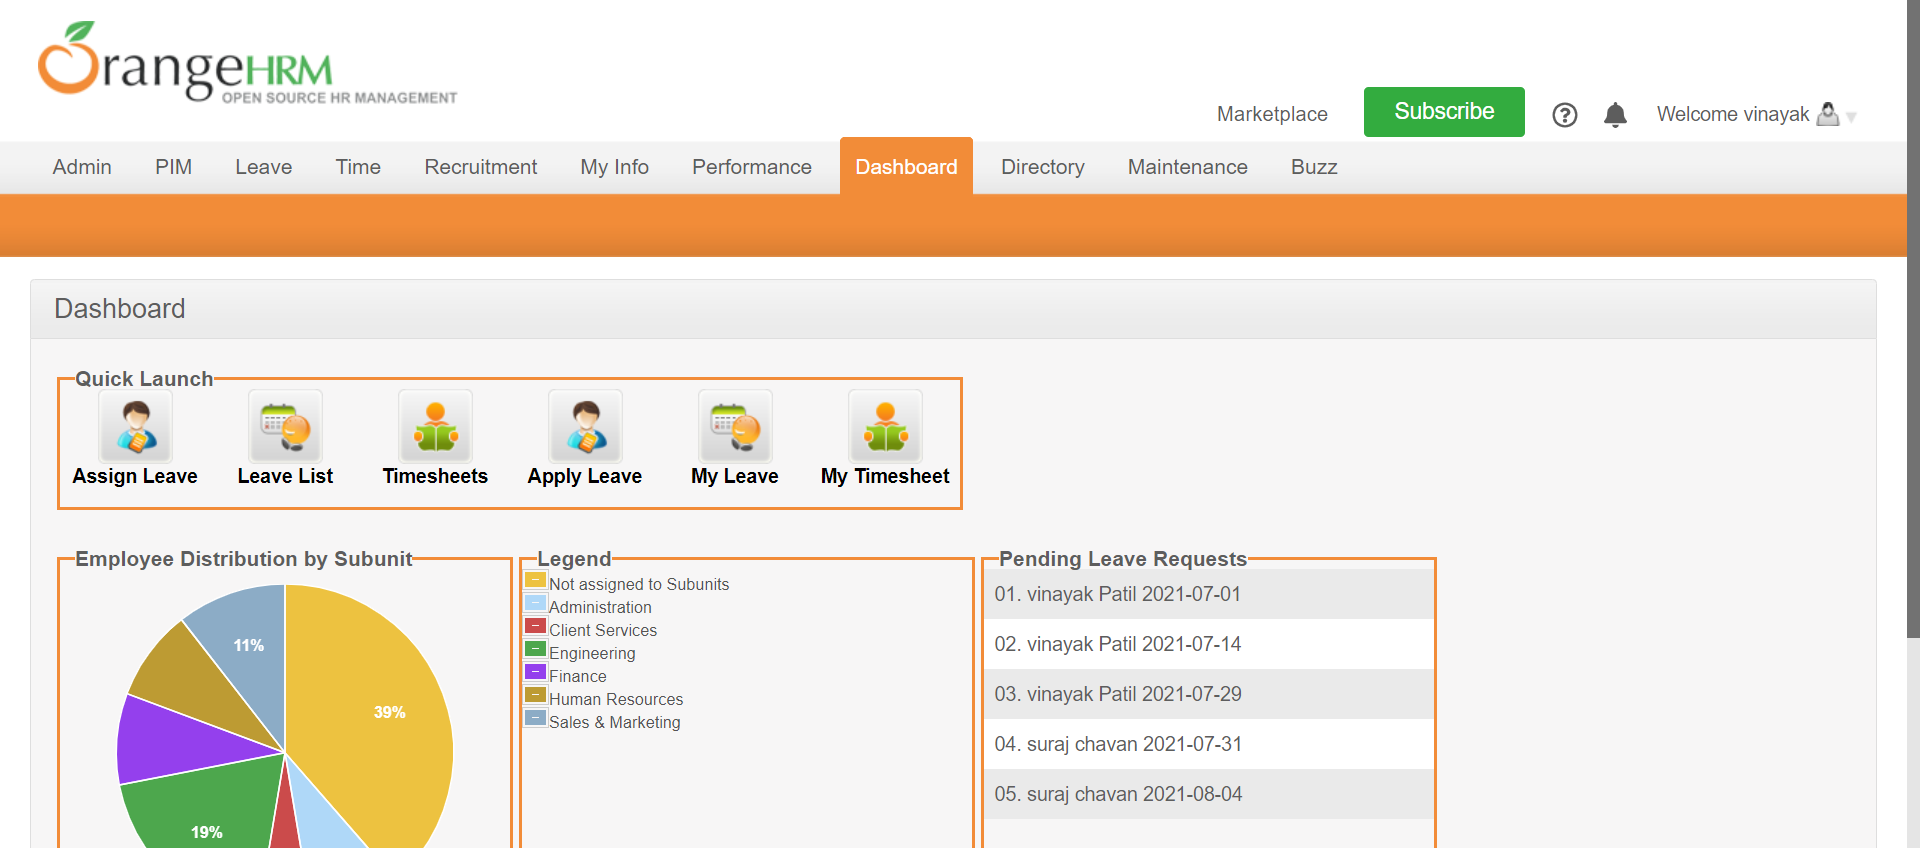 OrangeHRM
OPEN SOURCE HR MANAGEMENT
Marketplace
Subscribe
?
Welcome vinayak
Admin
PIM
Leave
Time
Recruitment
My Info
Performance
Dashboard
Directory
Maintenance
Buzz
Dashboard
Quick Launch
Assign Leave
Leave List
Timesheets
Apply Leave
My Leave
My Timesheet
Employee Distribution by Subunit
11%
39%
19%
Legend
Not assigned to Subunits
Administration
Client Services
Engineering
Finance
Human Resources
Sales & Marketing
Pending Leave Requests
01. vinayak Patil 2021-07-01
02. vinayak Patil 2021-07-14
03. vinayak Patil 2021-07-29
04. suraj chavan 2021-07-31
05. suraj chavan 2021-08-04